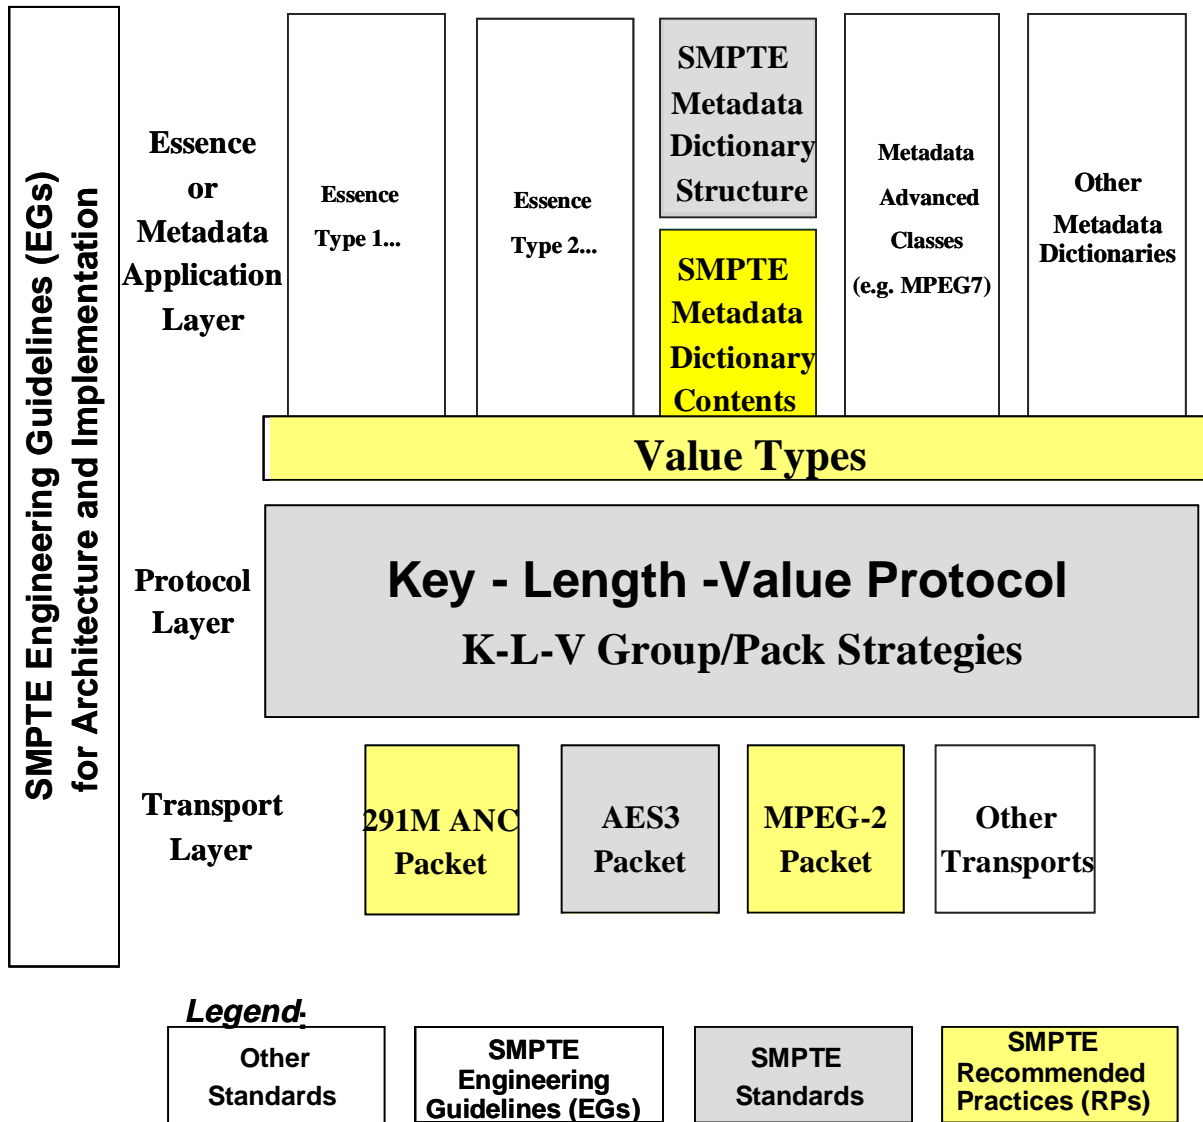 SMPTE Engineering Guidelines (EGs)
for Architecture and Implementation
Essence
or
Metadata
Application
Layer
Essence
Type 1...
Essence
Type 2...
SMPTE
Metadata
Dictionary
Structure
SMPTE
Metadata
Dictionary
Contents
Metadata
Advanced
Classes
(e.g. MPEG7)
Other
Metadata
Dictionaries
Value Types
Protocol
Layer
Key - Length -Value Protocol
K-L-V Group/Pack Strategies
Transport
Layer
291M ANC
Packet
AES3
Packet
MPEG-2
Packet
Other
Transports
Legend:
Other
Standards
SMPTE
Engineering
Guidelines (EGs)
SMPTE
Standards
SMPTE
Recommended
Practices (RPs)